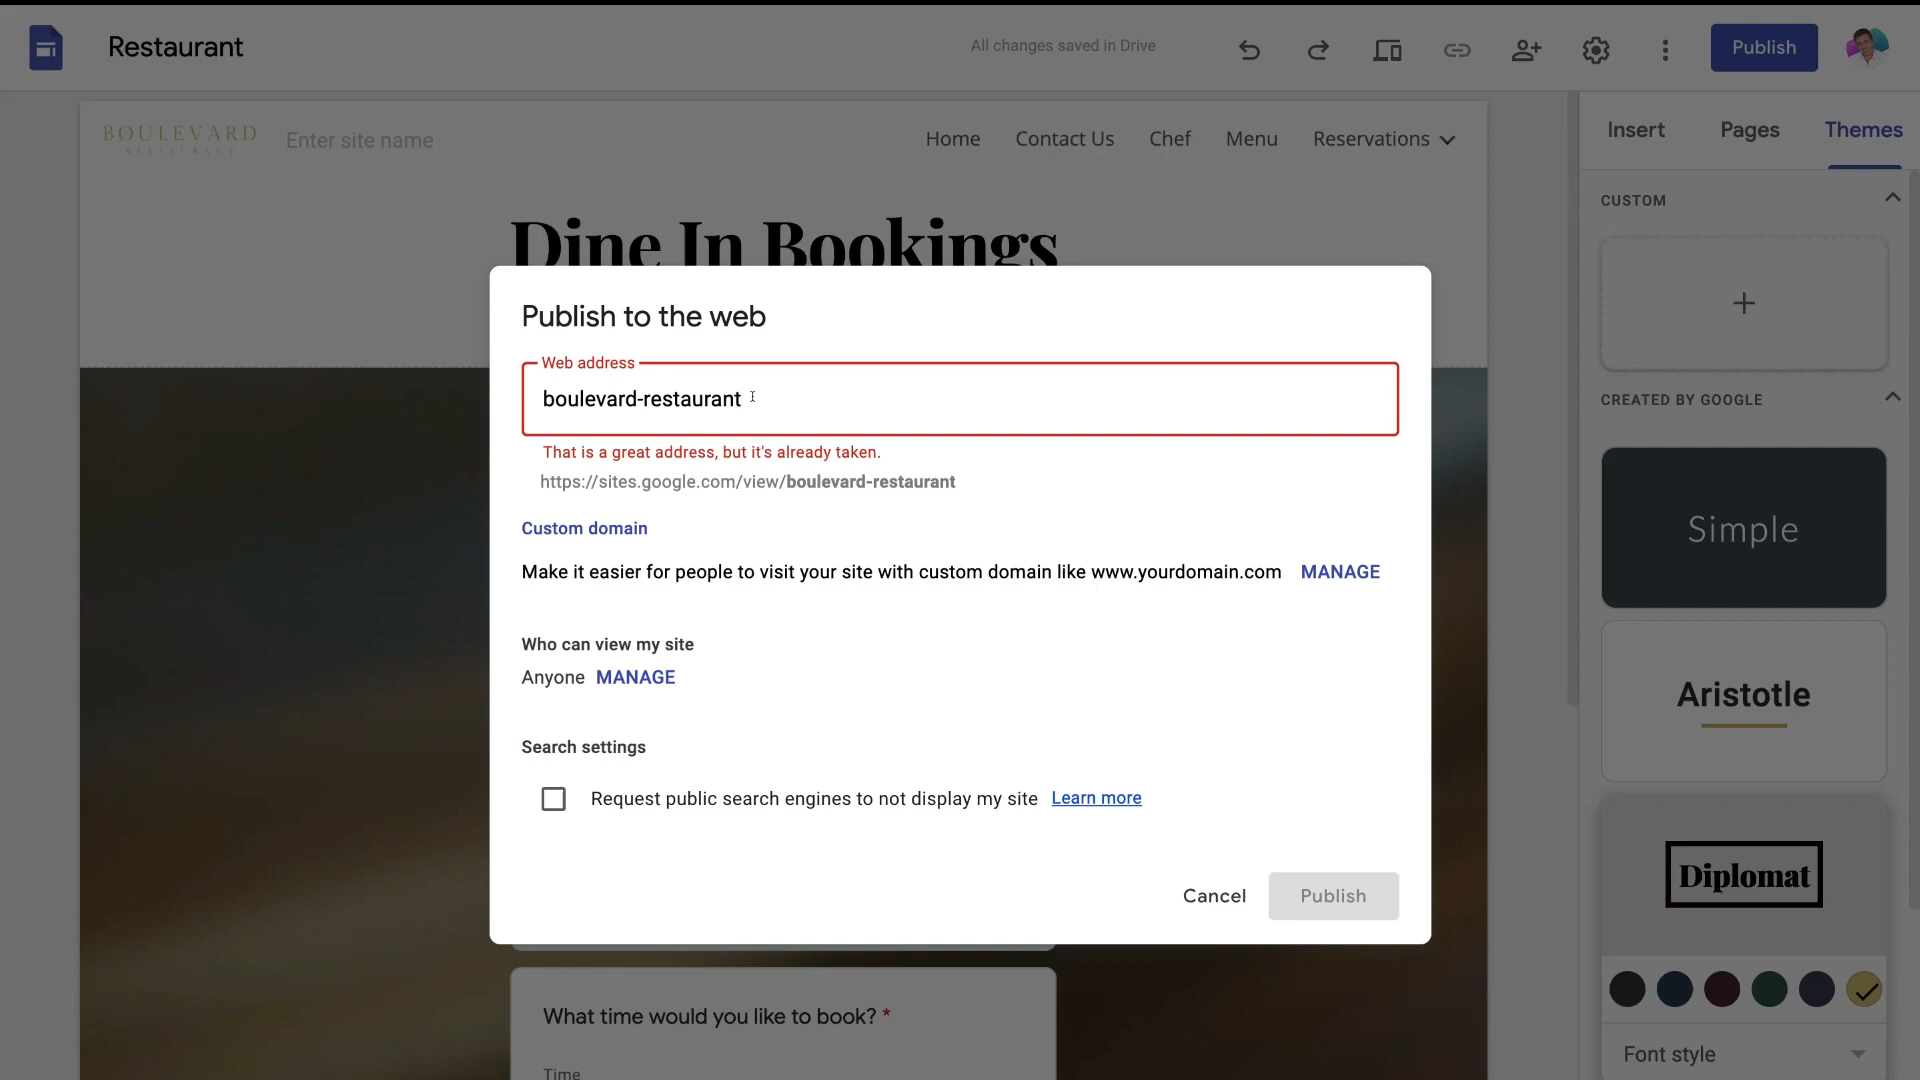 Restaurant
All changes saved in Drive
Publish
BOULEVARD
RESTAURANT
Enter site name
Home
Contact Us
Chef
Menu
Reservations
Insert
Pages
Themes
Dine In Bookings
CUSTOM
CREATED BY GOOGLE
Simple
Aristotle
Diplomat
Font style
Publish to the web
Web address
boulevard-restaurant
That is a great address, but it's already taken.
https://sites.google.com/view/boulevard-restaurant
Custom domain
Make it easier for people to visit your site with custom domain like www.yourdomain.com MANAGE
Who can view my site
Anyone MANAGE
Search settings
Request public search engines to not display my site Learn more
Cancel
Publish
What time would you like to book? *
Time